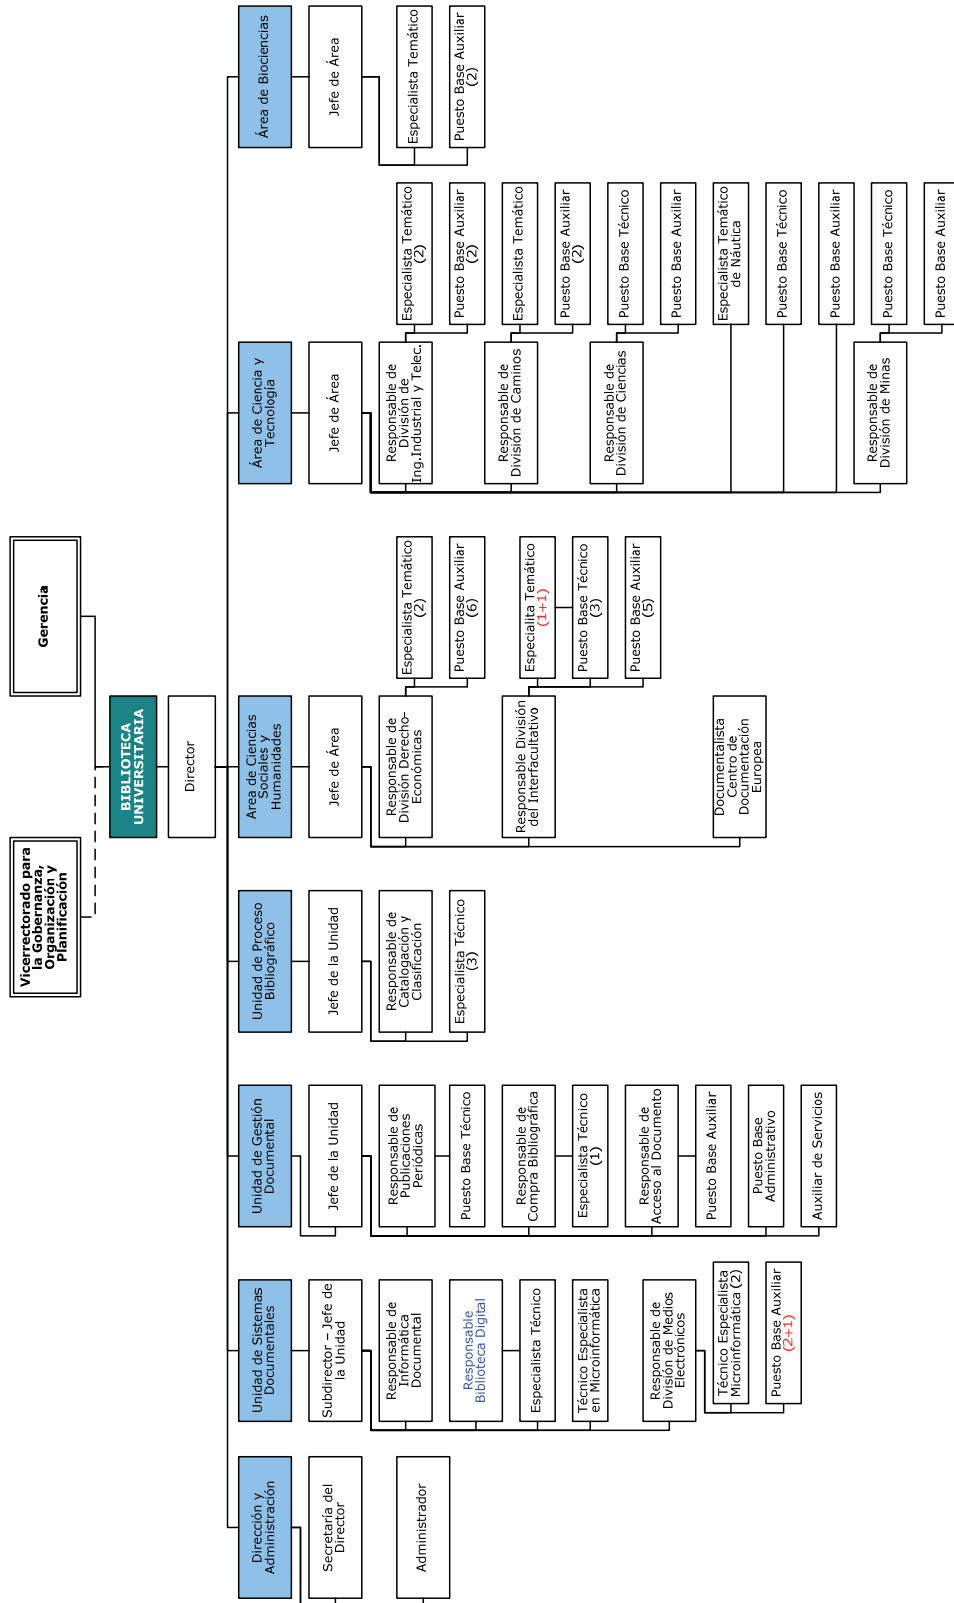 Vicerrectorado para
la Gobernanza,
Organización y
Planificación
Gerencia
BIBLIOTECA
UNIVERSITARIA
Director
Dirección y
Administración
Secretaría del
Director
Administrador
Unidad de Sistemas
Documentales
Subdirector – Jefe de
la Unidad
Responsable de
Informática
Documental
Responsable
Biblioteca Digital
Especialista Técnico
Técnico Especialista
en Microinformática
Responsable de
División de Medios
Electrónicos
Técnico Especialista
Microinformática (2)
Puesto Base Auxiliar
(2+1)
Unidad de Gestión
Documental
Jefe de la Unidad
Responsable de
Publicaciones
Periódicas
Puesto Base Técnico
Responsable de
Compra Bibliográfica
Especialista Técnico
(1)
Responsable de
Acceso al Documento
Puesto Base Auxiliar
Puesto Base
Administrativo
Auxiliar de Servicios
Unidad de Proceso
Bibliográfico
Jefe de la Unidad
Responsable de
Catalogación y
Clasificación
Especialista Técnico
(3)
Area de Ciencias
Sociales y
Humanidades
Jefe de Área
Responsable de
División Derecho-
Económicas
Especialista Temático
(2)
Puesto Base Auxiliar
(6)
Responsable División
del Interfacultativo
Especialita Temático
(1+1)
Puesto Base Técnico
(3)
Puesto Base Auxiliar
(5)
Documentalista
Centro de
Documentación
Europea
Área de Ciencia y
Tecnología
Jefe de Área
Responsable de
División de
Ing.Industrial y Telec.
Especialista Temático
(2)
Puesto Base Auxiliar
(2)
Responsable de
División de Caminos
Especialista Temático
Puesto Base Auxiliar
(2)
Responsable de
División de Ciencias
Puesto Base Técnico
Puesto Base Auxiliar
Especialista Temático
de Náutica
Puesto Base Técnico
Puesto Base Auxiliar
Responsable de
División de Minas
Puesto Base Técnico
Puesto Base Auxiliar
Área de Biociencias
Jefe de Área
Especialista Temático
Puesto Base Auxiliar
(2)